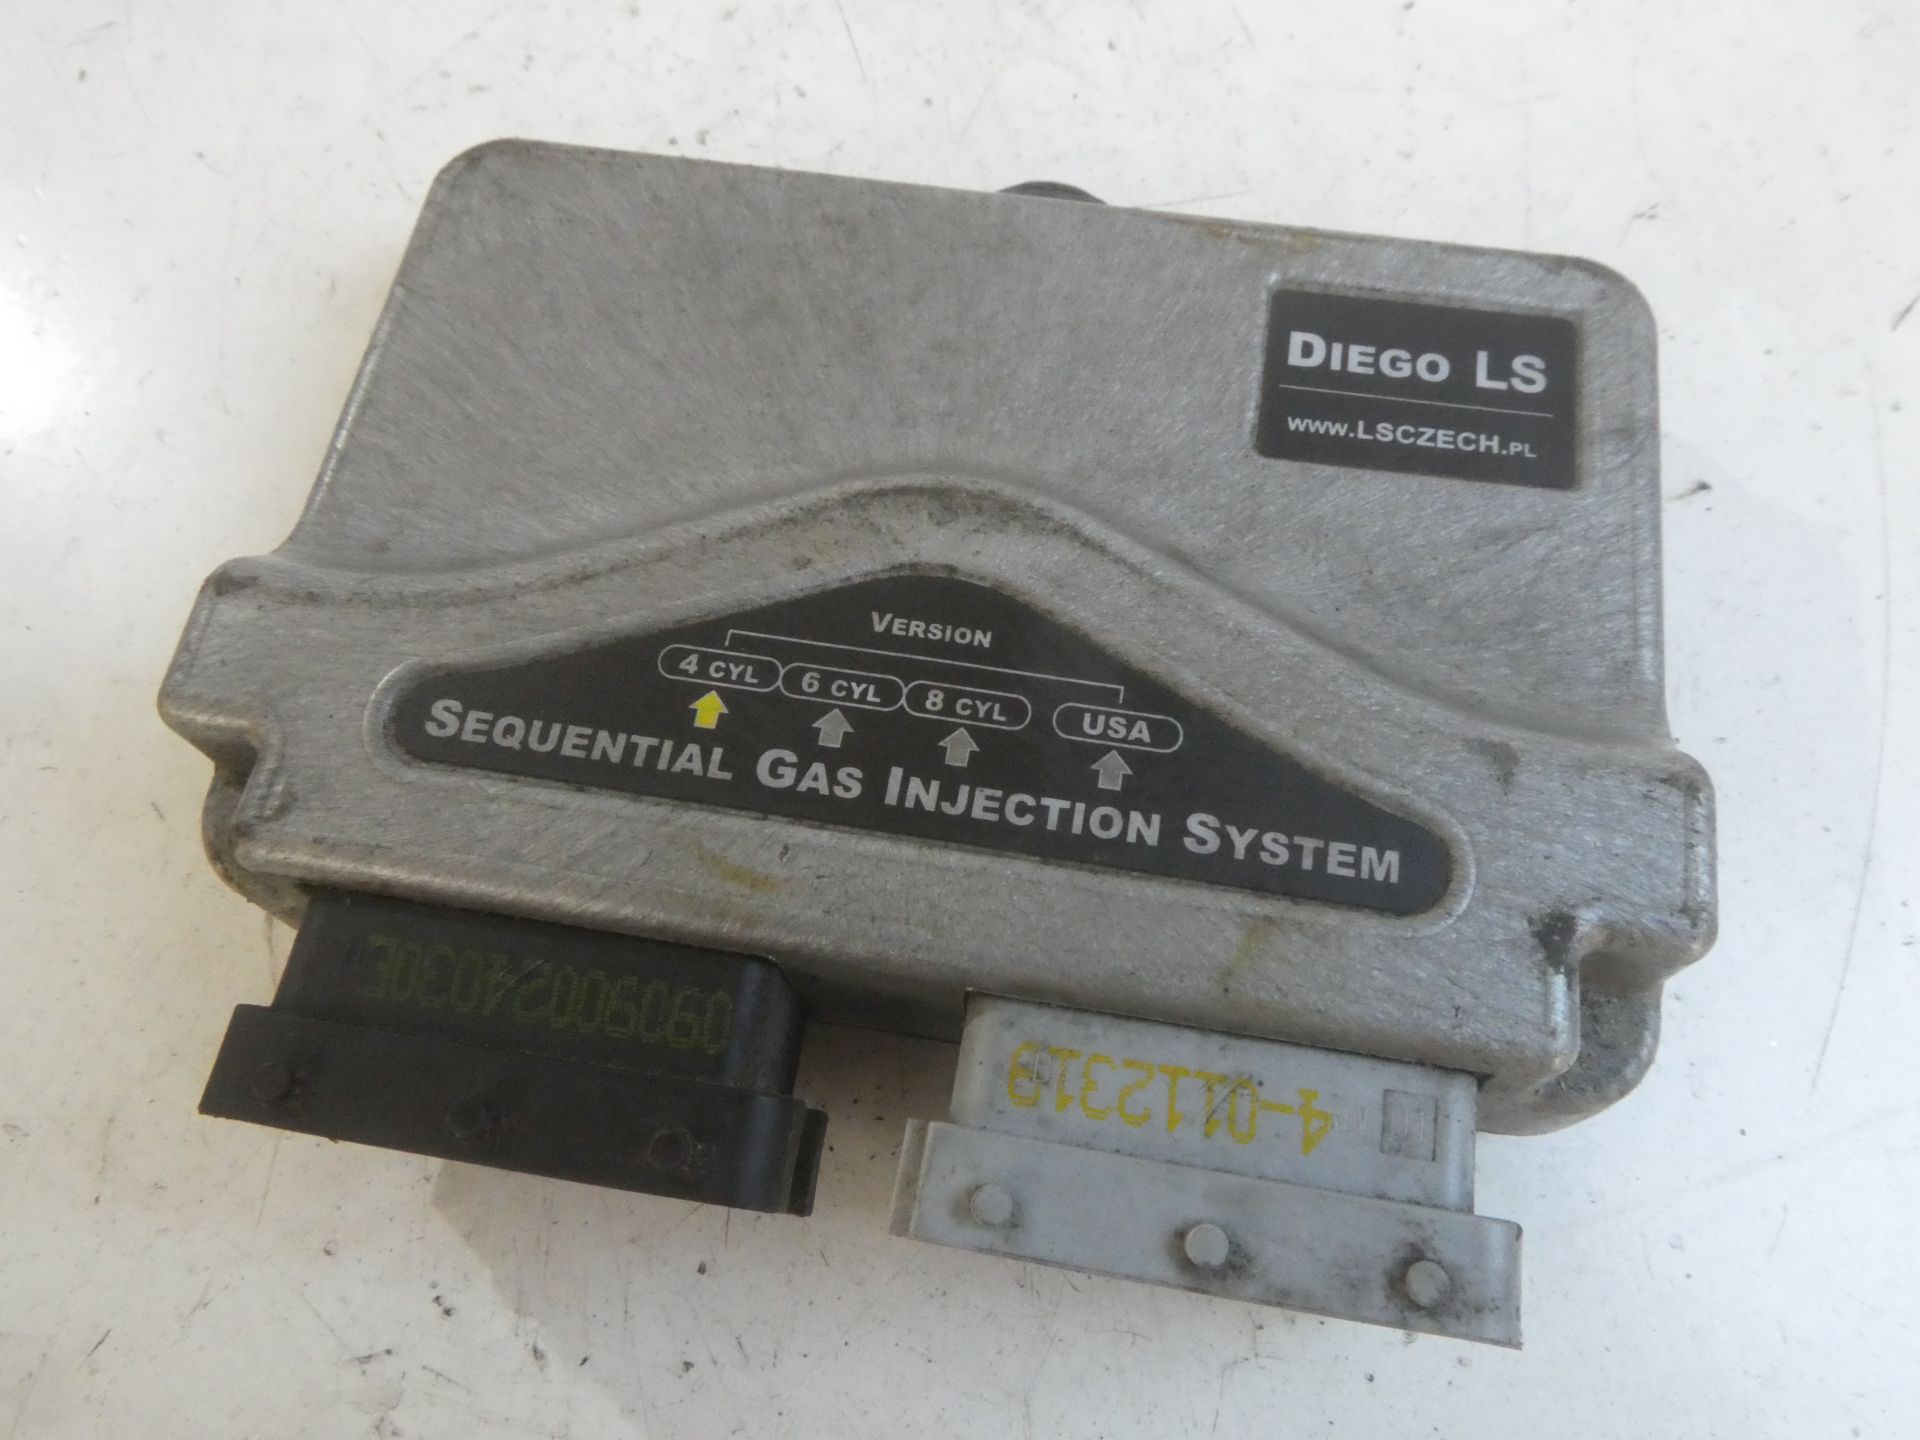 DIEGO LS
WWW.LSCZECH.PL
VERSION
4 CYL 6 CYL 8 CYL USA
SEQUENTIAL GAS INJECTION SYSTEM
4-0112319